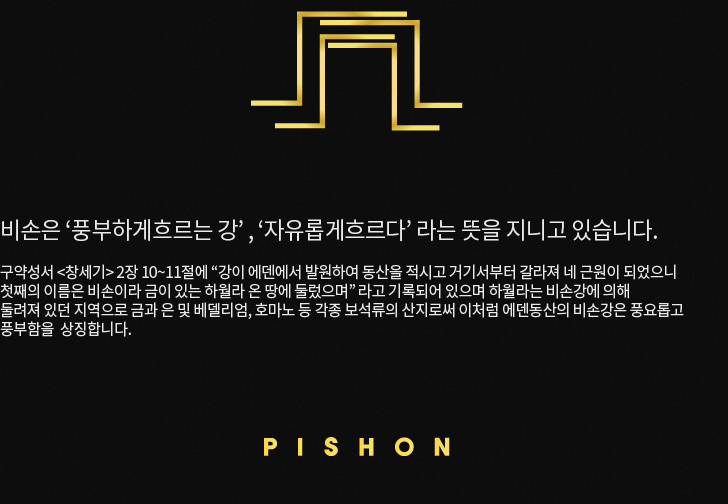 비손은 ‘풍부하게흐르는 강’ , ‘자유롭게흐르다’ 라는 뜻을 지니고 있습니다.
구약성서 <창세기> 2장 10~11절에 “강이 에덴에서 발원하여 동산을 적시고 거기서부터 갈라져 네 근원이 되었으니
첫째의 이름은 비손이라 금이 있는 하월라 온 땅에 둘렀으며” 라고 기록되어 있으며 하월라는 비손강에 의해
둘려져 있던 지역으로 금과 은 및 베델리엄, 호마노 등 각종 보석류의 산지로써 이처럼 에덴동산의 비손강은 풍요롭고
풍부함을 상징합니다.
PISHON